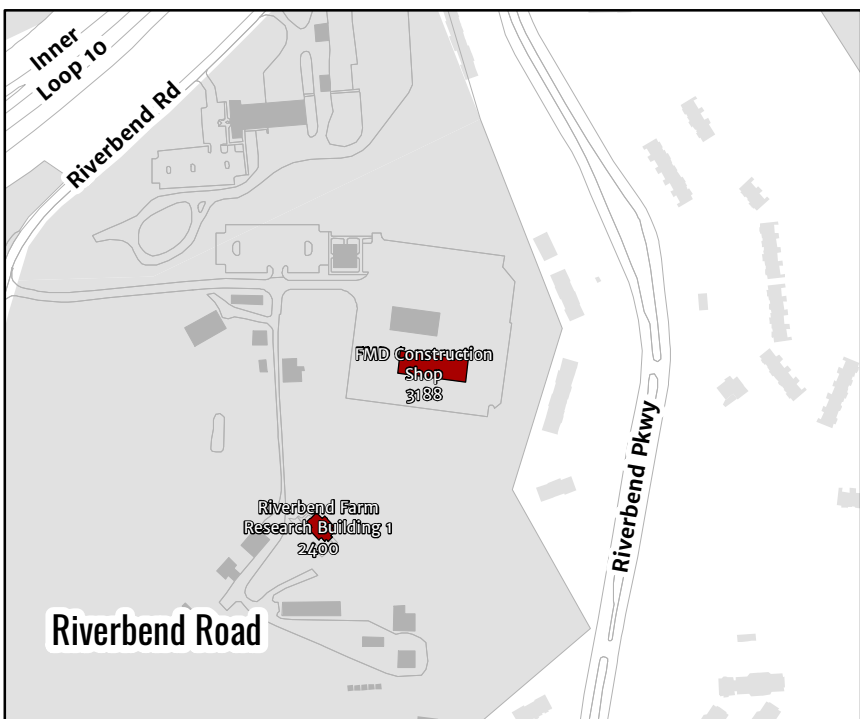 Inner
Loop 10
Riverbend Rd
FMD Construction
Shop
3188
Riverbend Pkwy
Riverbend Farm
Research Building 1
2400
Riverbend Road